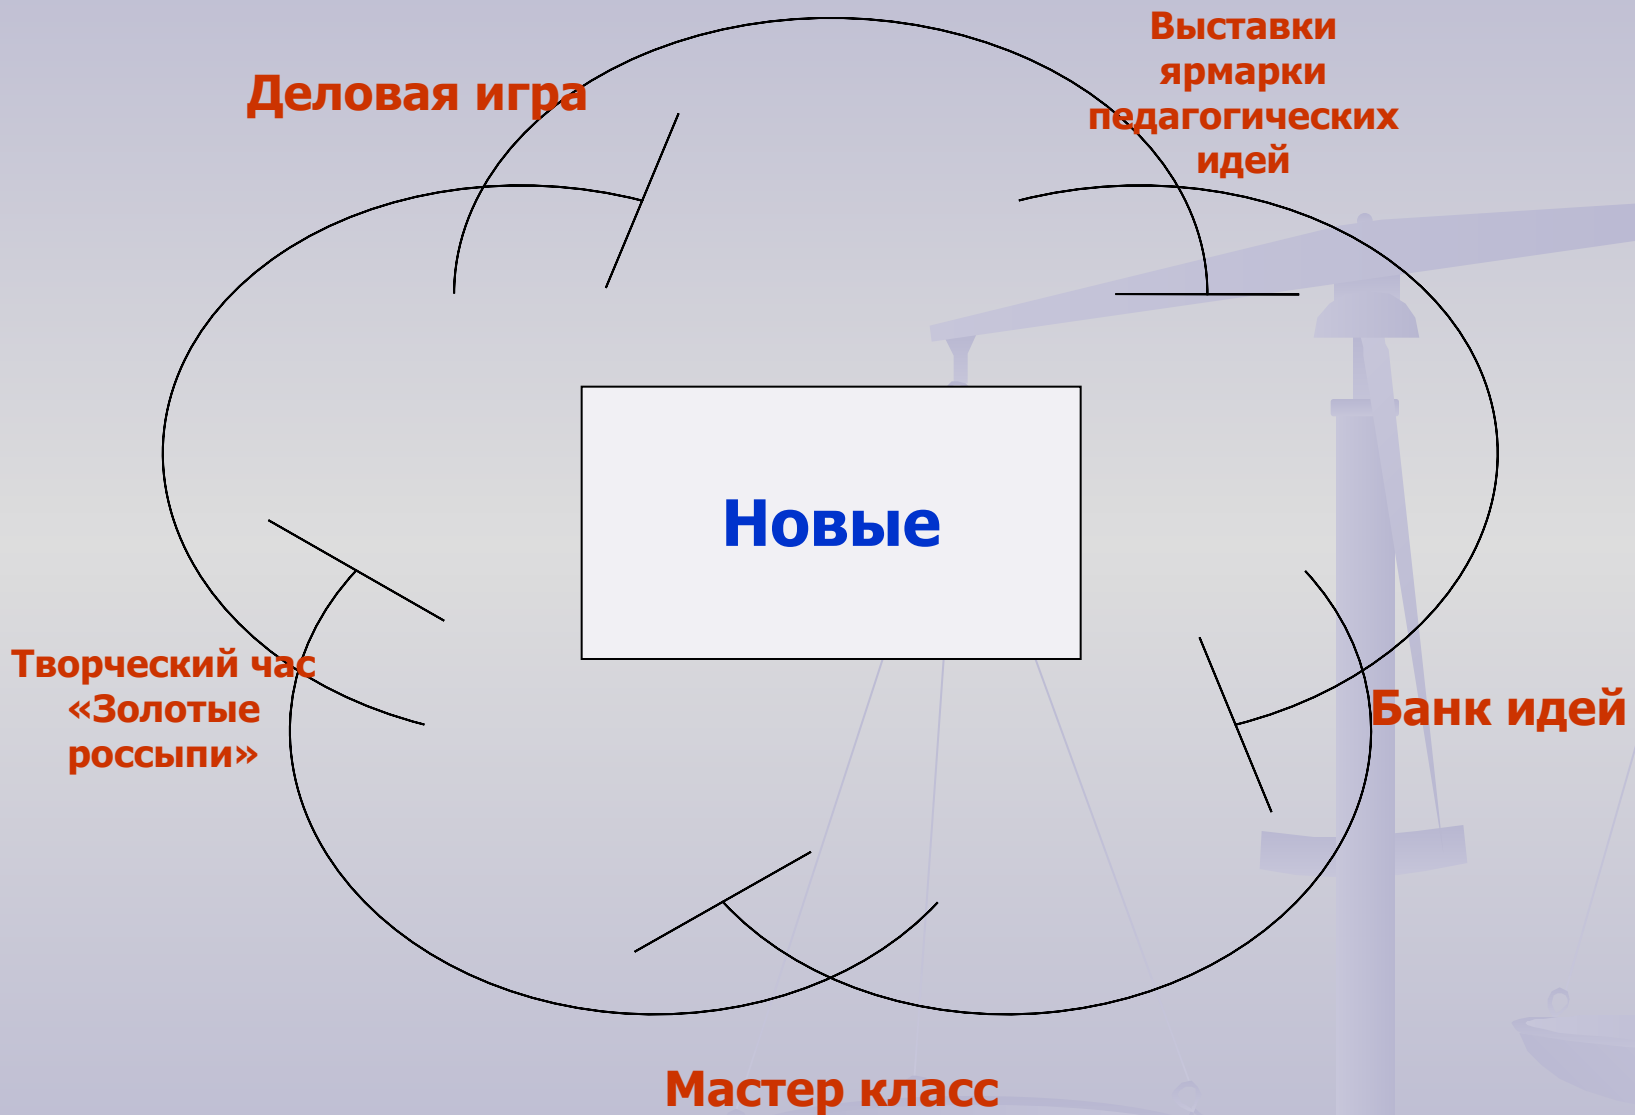 Деловая игра
Выставки
ярмарки
педагогических
идей
Новые
Творческий час
«Золотые
россыпи»
Банк идей
Мастер класс